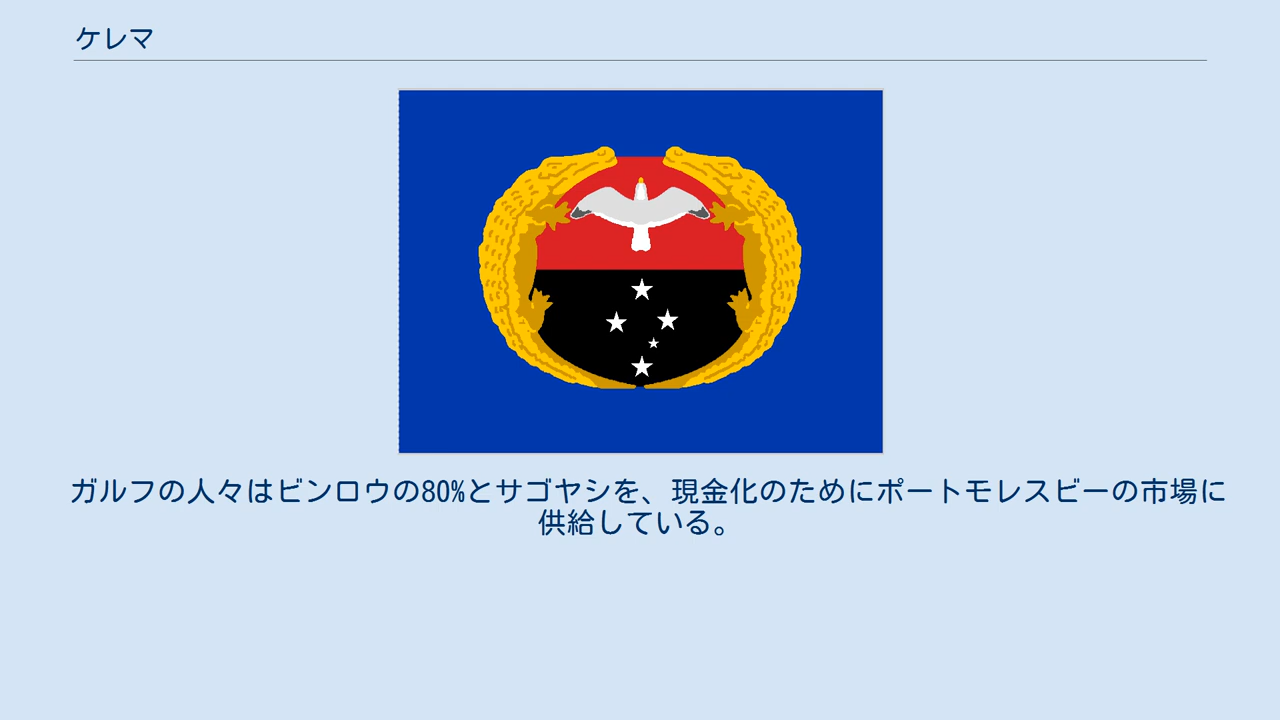 ケレマ
ガルフの人々はビンロウの80%とサゴヤシを、現金化のためにポートモレスビーの市場に
供給している。